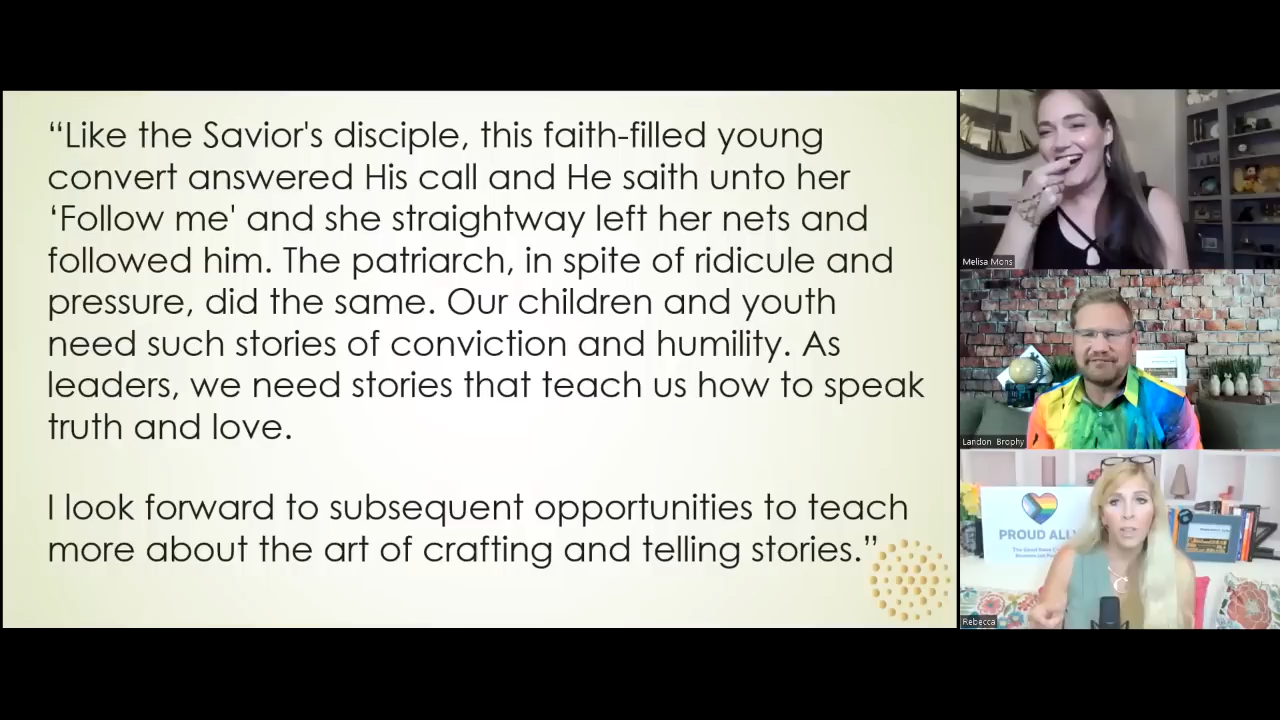 “Like the Savior's disciple, this faith-filled young
convert answered His call and He saith unto her
‘Follow me' and she straightway left her nets and
followed him. The patriarch, in spite of ridicule and
pressure, did the same. Our children and youth
need such stories of conviction and humility. As
leaders, we need stories that teach us how to speak
truth and love.
I look forward to subsequent opportunities to teach
more about the art of crafting and telling stories.”
Melisa Mons
Landon Brophy
PROUD ALLY
Rebecca